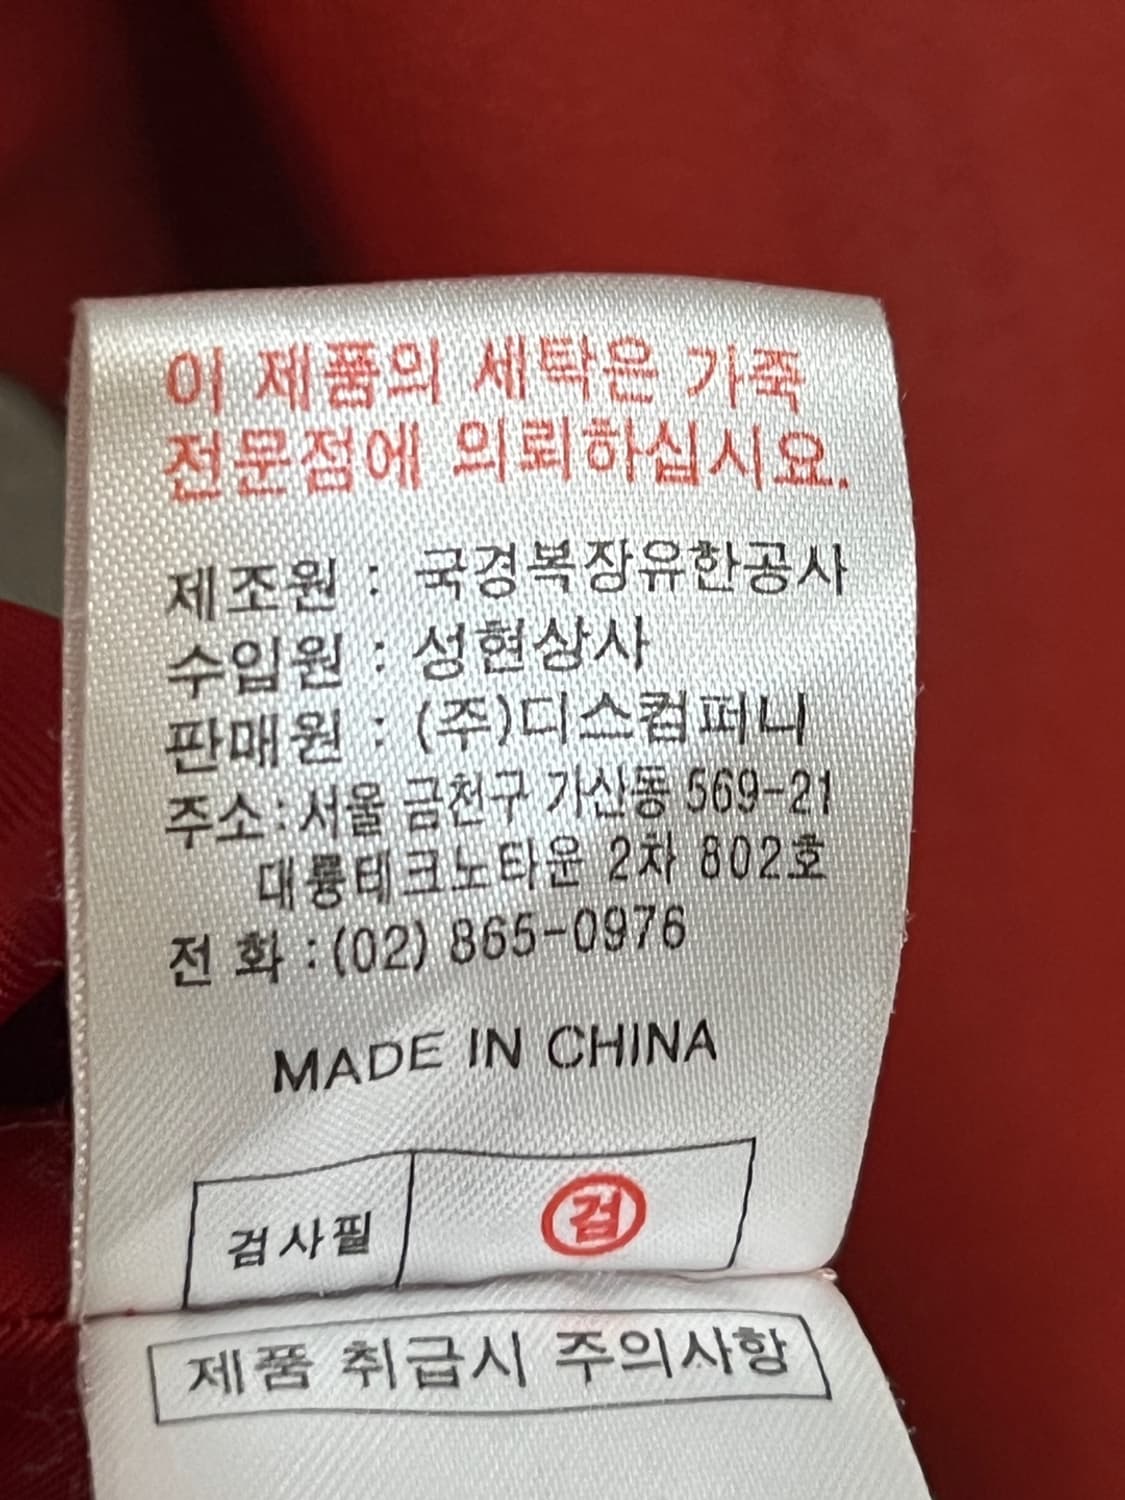 이 제품의 세탁은 가죽
전문점에 의뢰하십시요.
제조원 : 국경복장유한공사
수입원 : 성현상사
판매원 : (주)디스컴퍼니
주소:서울 금천구 가산동 569-21
대륭테크노타운 2차 802호
전 화 :(02) 865-0976
MADE IN CHINA
검사필 검
제품 취급시 주의사항